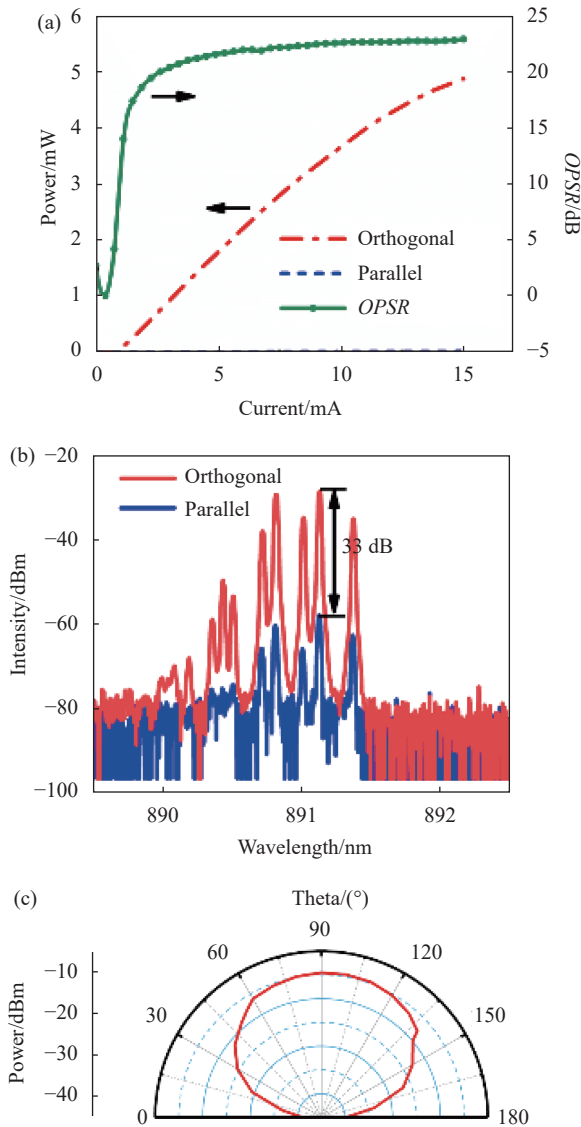 (a)
6
5
4
3
2
1
0
Power/mW
25
20
15
10
5
0
−5
OPSR/dB
Orthogonal
Parallel
OPSR
0
5
10
15
Current/mA
(b)
−20
−40
−60
−80
−100
Intensity/dBm
Orthogonal
Parallel
33 dB
890
891
892
Wavelength/nm
(c)
Theta/(°)
90
60
120
30
150
0
180
−10
−20
−30
−40
Power/dBm